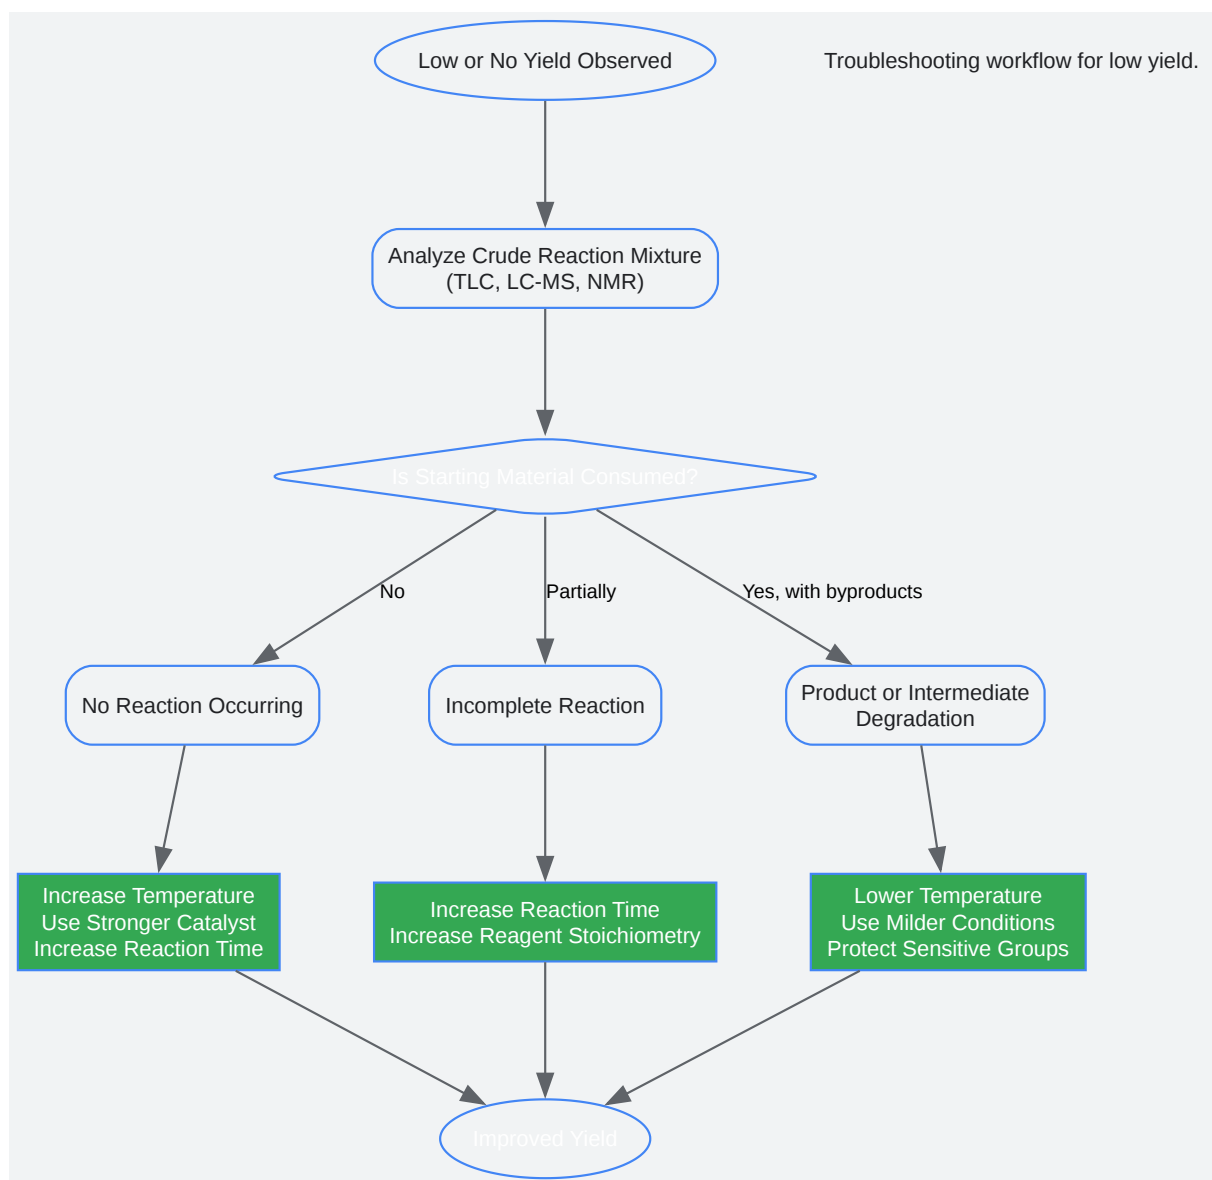 Low or No Yield Observed
Troubleshooting workflow for low yield.
Analyze Crude Reaction Mixture
(TLC, LC-MS, NMR)
Is Starting Material Consumed?
No
Partially
Yes, with byproducts
No Reaction Occurring
Incomplete Reaction
Product or Intermediate
Degradation
Increase Temperature
Use Stronger Catalyst
Increase Reaction Time
Increase Reaction Time
Increase Reagent Stoichiometry
Lower Temperature
Use Milder Conditions
Protect Sensitive Groups
Improved Yield